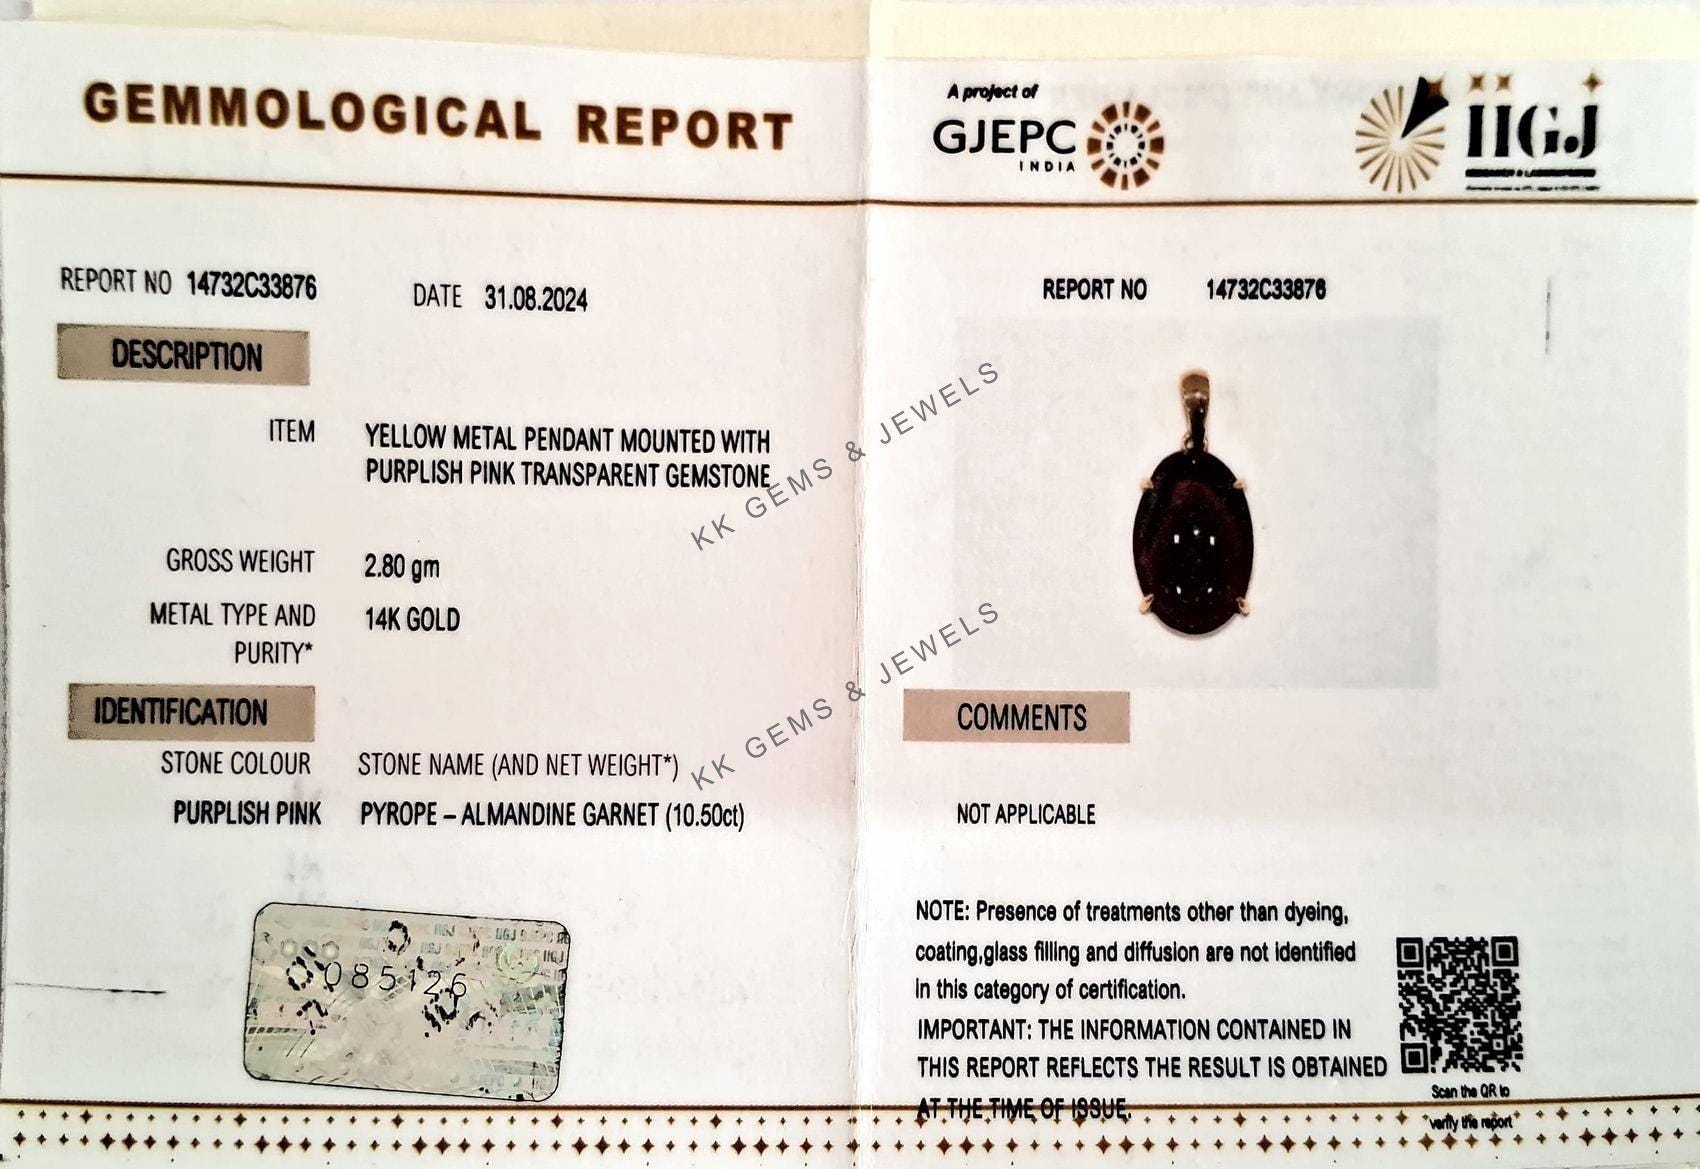 GEMMOLOGICAL REPORT
A project of
GJEPC
INDIA
IIGJ
RESEARCH & LABORATORIES
REPORT NO 14732C33876
DATE 31.08.2024
DESCRIPTION
ITEM YELLOW METAL PENDANT MOUNTED WITH
PURPLISH PINK TRANSPARENT GEMSTONE
GROSS WEIGHT 2.80 gm
METAL TYPE AND 14K GOLD
PURITY*
IDENTIFICATION
STONE COLOUR STONE NAME (AND NET WEIGHT*)
PURPLISH PINK PYROPE – ALMANDINE GARNET (10.50ct)
085126
REPORT NO 14732C33876
KK GEMS & JEWELS
KK GEMS & JEWELS
COMMENTS
NOT APPLICABLE
NOTE: Presence of treatments other than dyeing,
coating,glass filling and diffusion are not identified
in this category of certification.
IMPORTANT: THE INFORMATION CONTAINED IN
THIS REPORT REFLECTS THE RESULT IS OBTAINED
AT THE TIME OF ISSUE.
Scan the QR to
verify the report